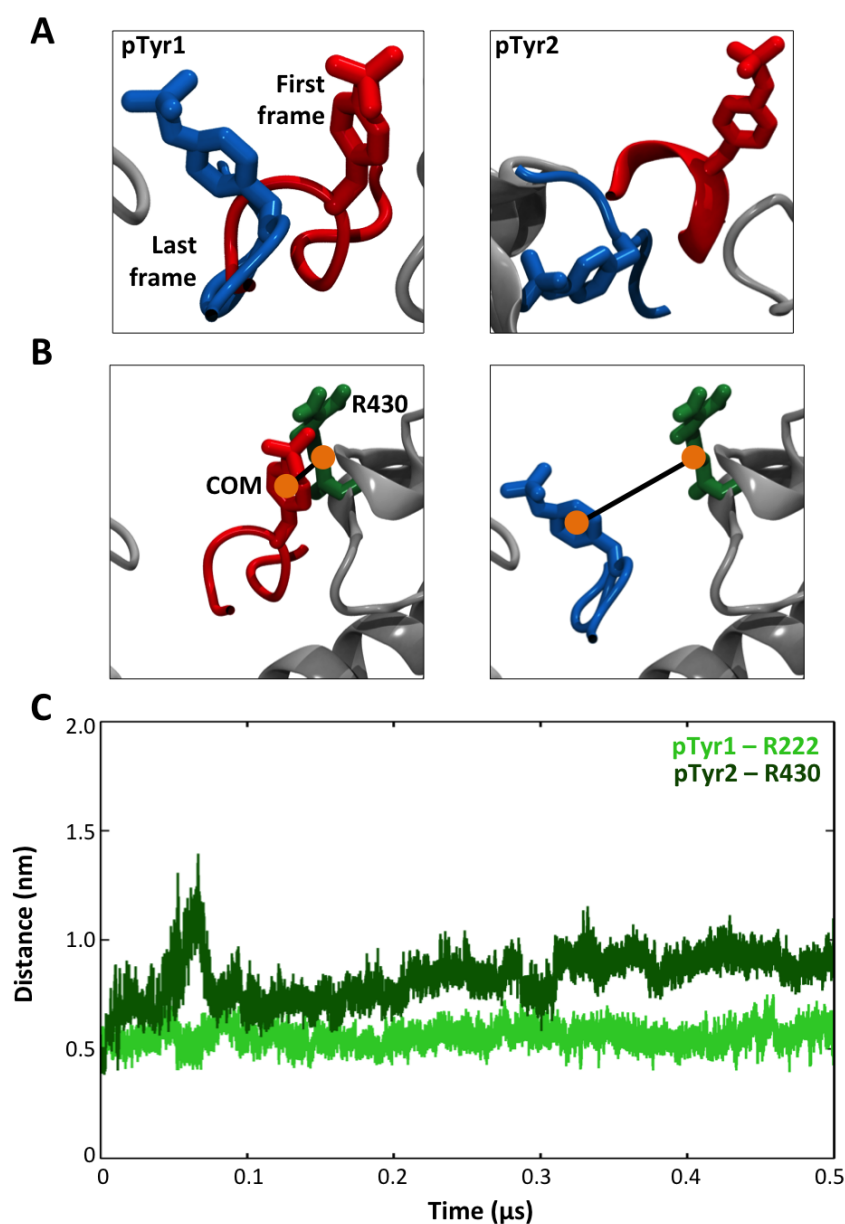 A
pTyr1
First
frame
Last
frame
pTyr2
B
R430
COM
C
2.0
1.5
1.0
0.5
0
Distance (nm)
pTyr1 – R222
pTyr2 – R430
0
0.1
0.2
0.3
0.4
0.5
Time (µs)